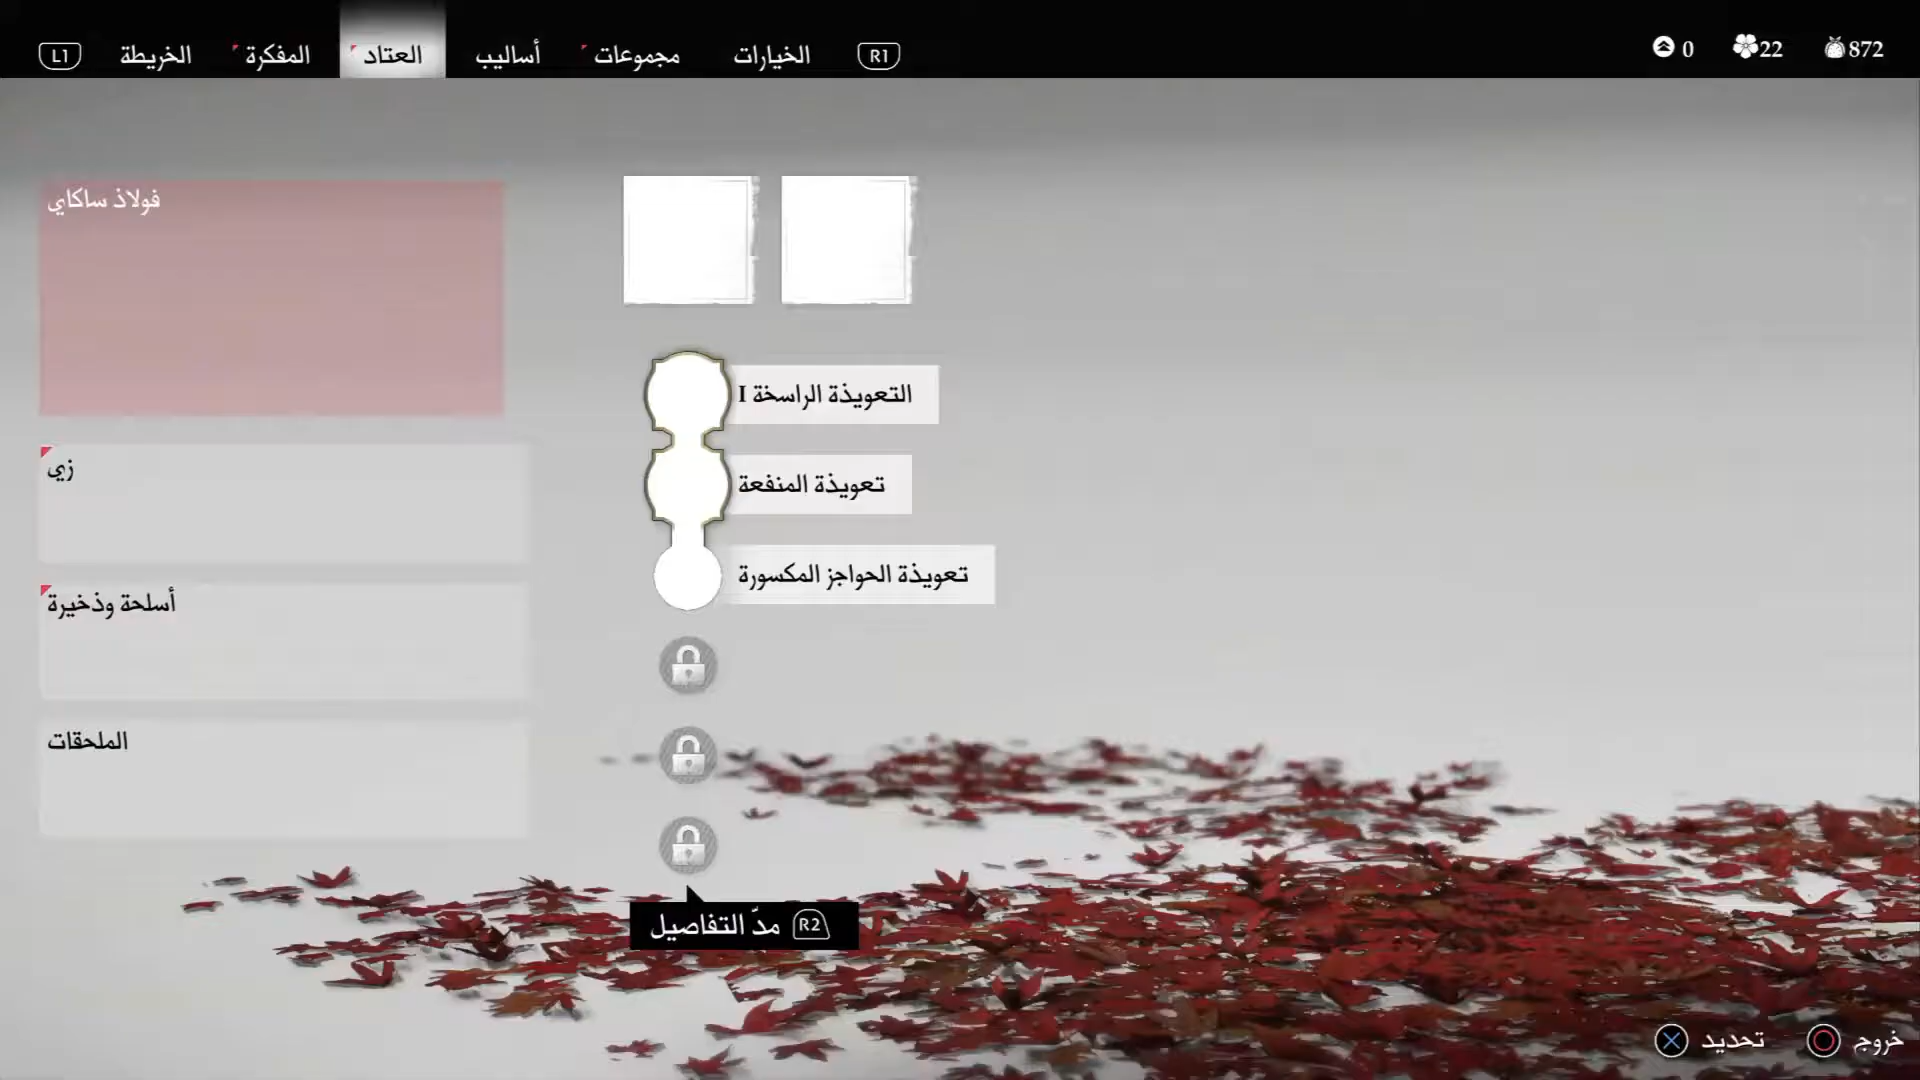 L1
الخريطة
المفكرة
العتاد
أساليب
مجموعات
الخيارات
R1
0
22
872
فولاذ ساكاي
زي
أسلحة وذخيرة
الملحقات
التعويذة الراسخة I
تعويذة المنفعة
تعويذة الحواجز المكسورة
R2 مدّ التفاصيل
تحديد
خروج